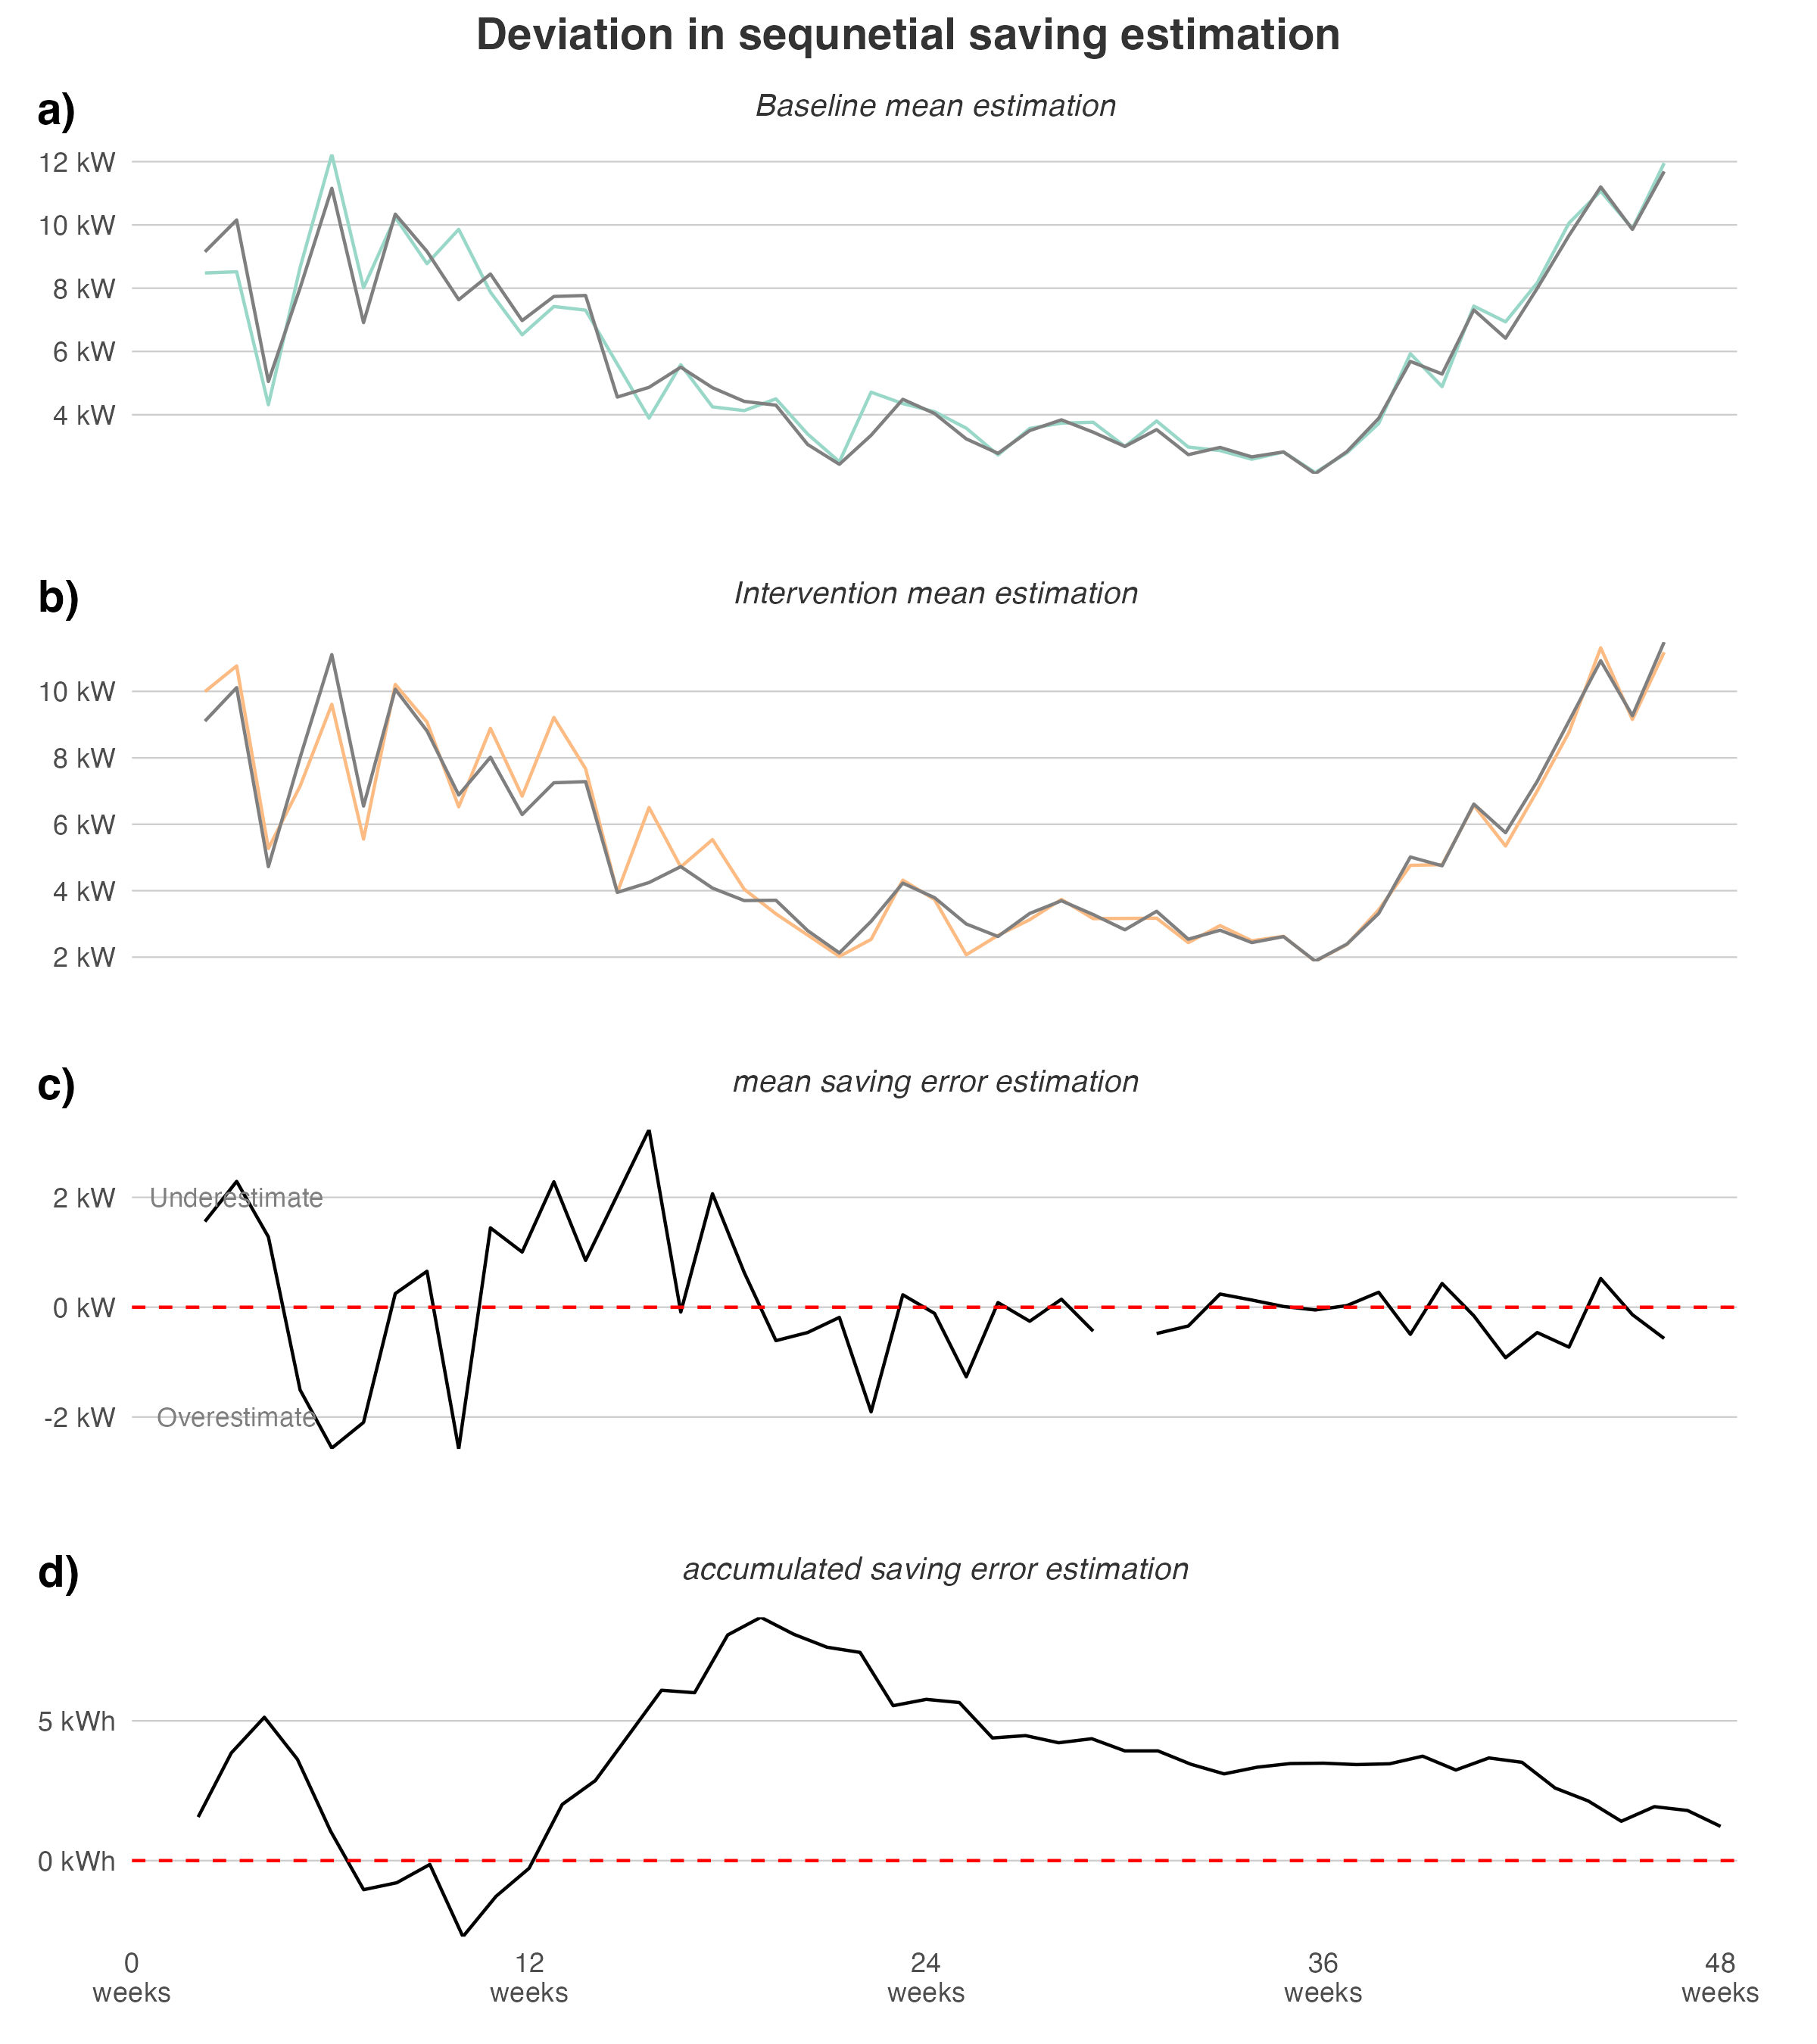 Deviation in sequnetial saving estimation
a)
Baseline mean estimation
12 kW
10 kW
8 kW
6 kW
4 kW
b)
Intervention mean estimation
10 kW
8 kW
6 kW
4 kW
2 kW
c)
mean saving error estimation
2 kW
Underestimate
0 kW
-2 kW
Overestimate
d)
accumulated saving error estimation
5 kWh
0 kWh
0
weeks
12
weeks
24
weeks
36
weeks
48
weeks